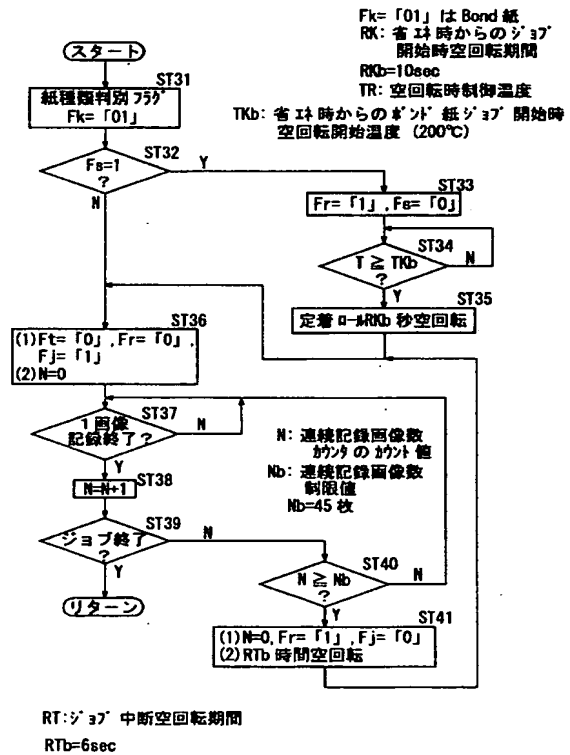 Fk=「01」は Bond 紙
RK: 省エネ時からのジョブ
開始時空回転期間
RKb=10sec
TR: 空回転時制御温度
TKb: 省エネ時からのボンド紙ジョブ開始時
空回転開始温度 (200℃)
スタート
ST31
紙種類判別フラグ
Fk=「01」
ST32
Fs=1
?
Y
N
ST33
Fr=「1」,Fs=「0」
ST34
T≧TKb
?
N
Y
ST35
定着ロールRKb秒空回転
ST36
(1)Ft=「0」,Fr=「0」,
Fj=「1」
(2)N=0
ST37
1画像
記録終了?
N
Y
N: 連続記録画像数
カウンタのカウント値
Nb: 連続記録画像数
制限値
Nb=45枚
ST38
N=N+1
ST39
ジョブ終了
?
N
Y
リターン
ST40
N≧Nb
?
N
Y
ST41
(1)N=0,Fr=「1」,Fj=「0」
(2)RTb時間空回転
RT:ジョブ中断空回転期間
RTb=6sec